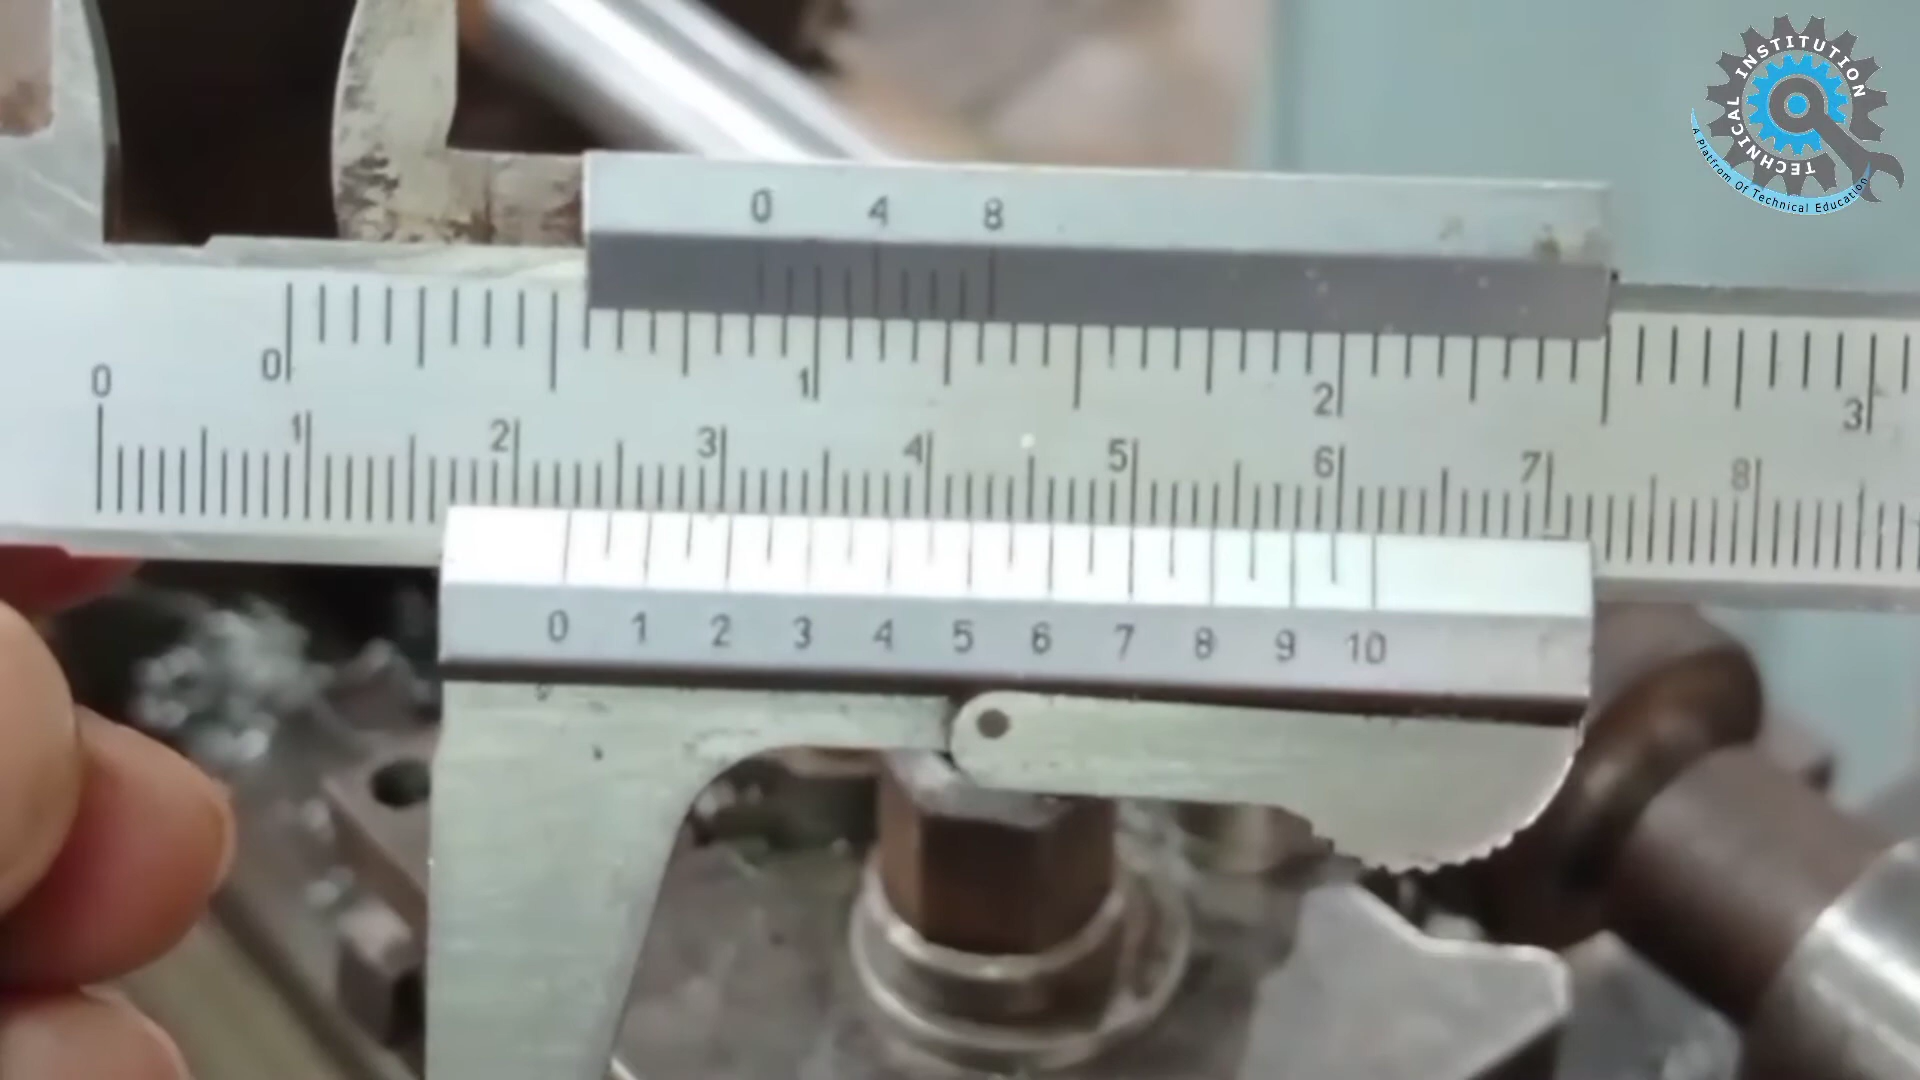 TECHNICAL INSTITUTION
A Platfrom Of Technical Education
0 4 8
0 1 2 3
0 1 2 3 4 5 6 7 8
0 1 2 3 4 5 6 7 8 9 10